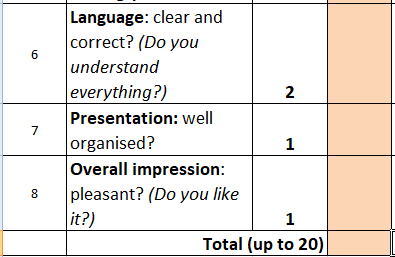 Language: clear and
6
correct? (Do you
understand
everything?)
2
Presentation: well
7
organised?
1
Overall impression:
8
pleasant? (Do you like
it?)
1
Total (up to 20)